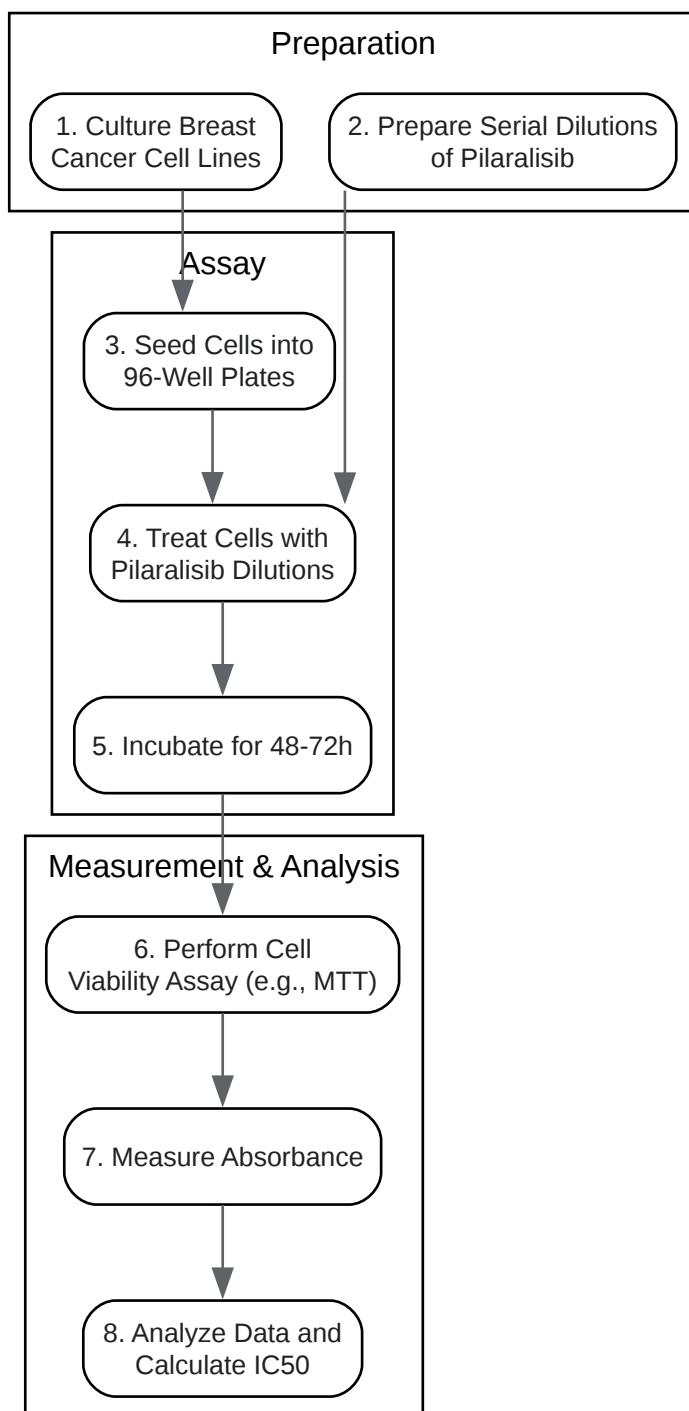 Preparation
1. Culture Breast
Cancer Cell Lines
2. Prepare Serial Dilutions
of Pilaralisib
Assay
3. Seed Cells into
96-Well Plates
4. Treat Cells with
Pilaralisib Dilutions
5. Incubate for 48-72h
Measurement & Analysis
6. Perform Cell
Viability Assay (e.g., MTT)
7. Measure Absorbance
8. Analyze Data and
Calculate IC50